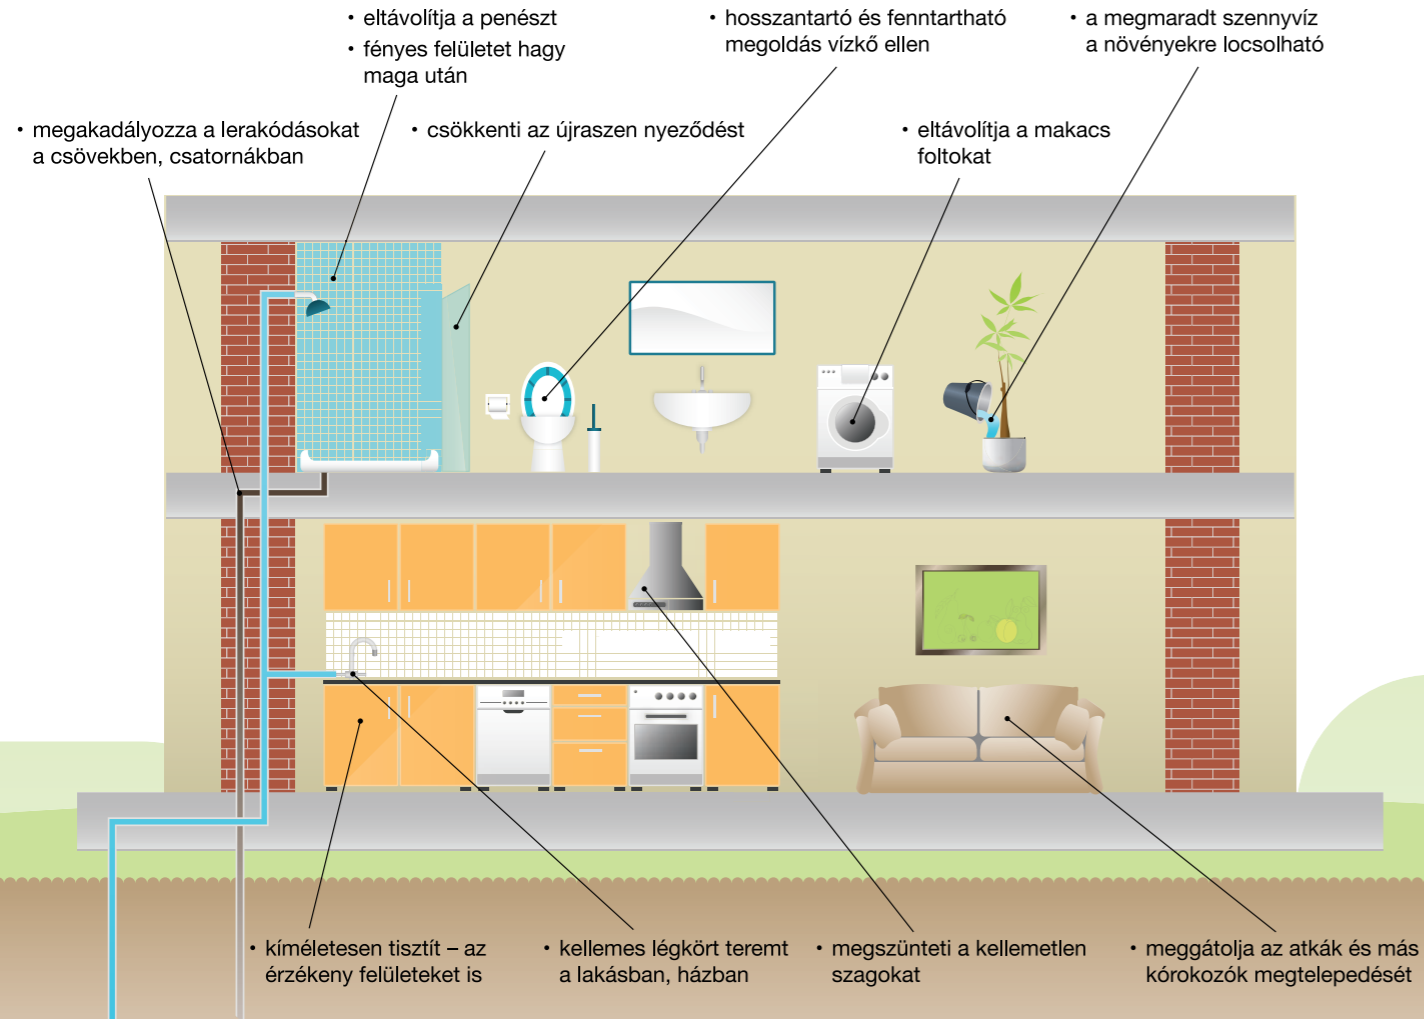 • eltávolítja a penészt
• fényes felületet hagy
maga után
• hosszantartó és fenntartható
megoldás vízkő ellen
• a megmaradt szennyvíz
a növényekre locsolható
• megakadályozza a lerakódásokat
a csövekben, csatornákban
• csökkenti az újraszen nyeződést
• eltávolítja a makacs
foltokat
• kíméletesen tisztít – az
érzékeny felületeket is
• kellemes légkört teremt
a lakásban, házban
• megszünteti a kellemetlen
szagokat
• meggátolja az atkák és más
kórokozók megtelepedését